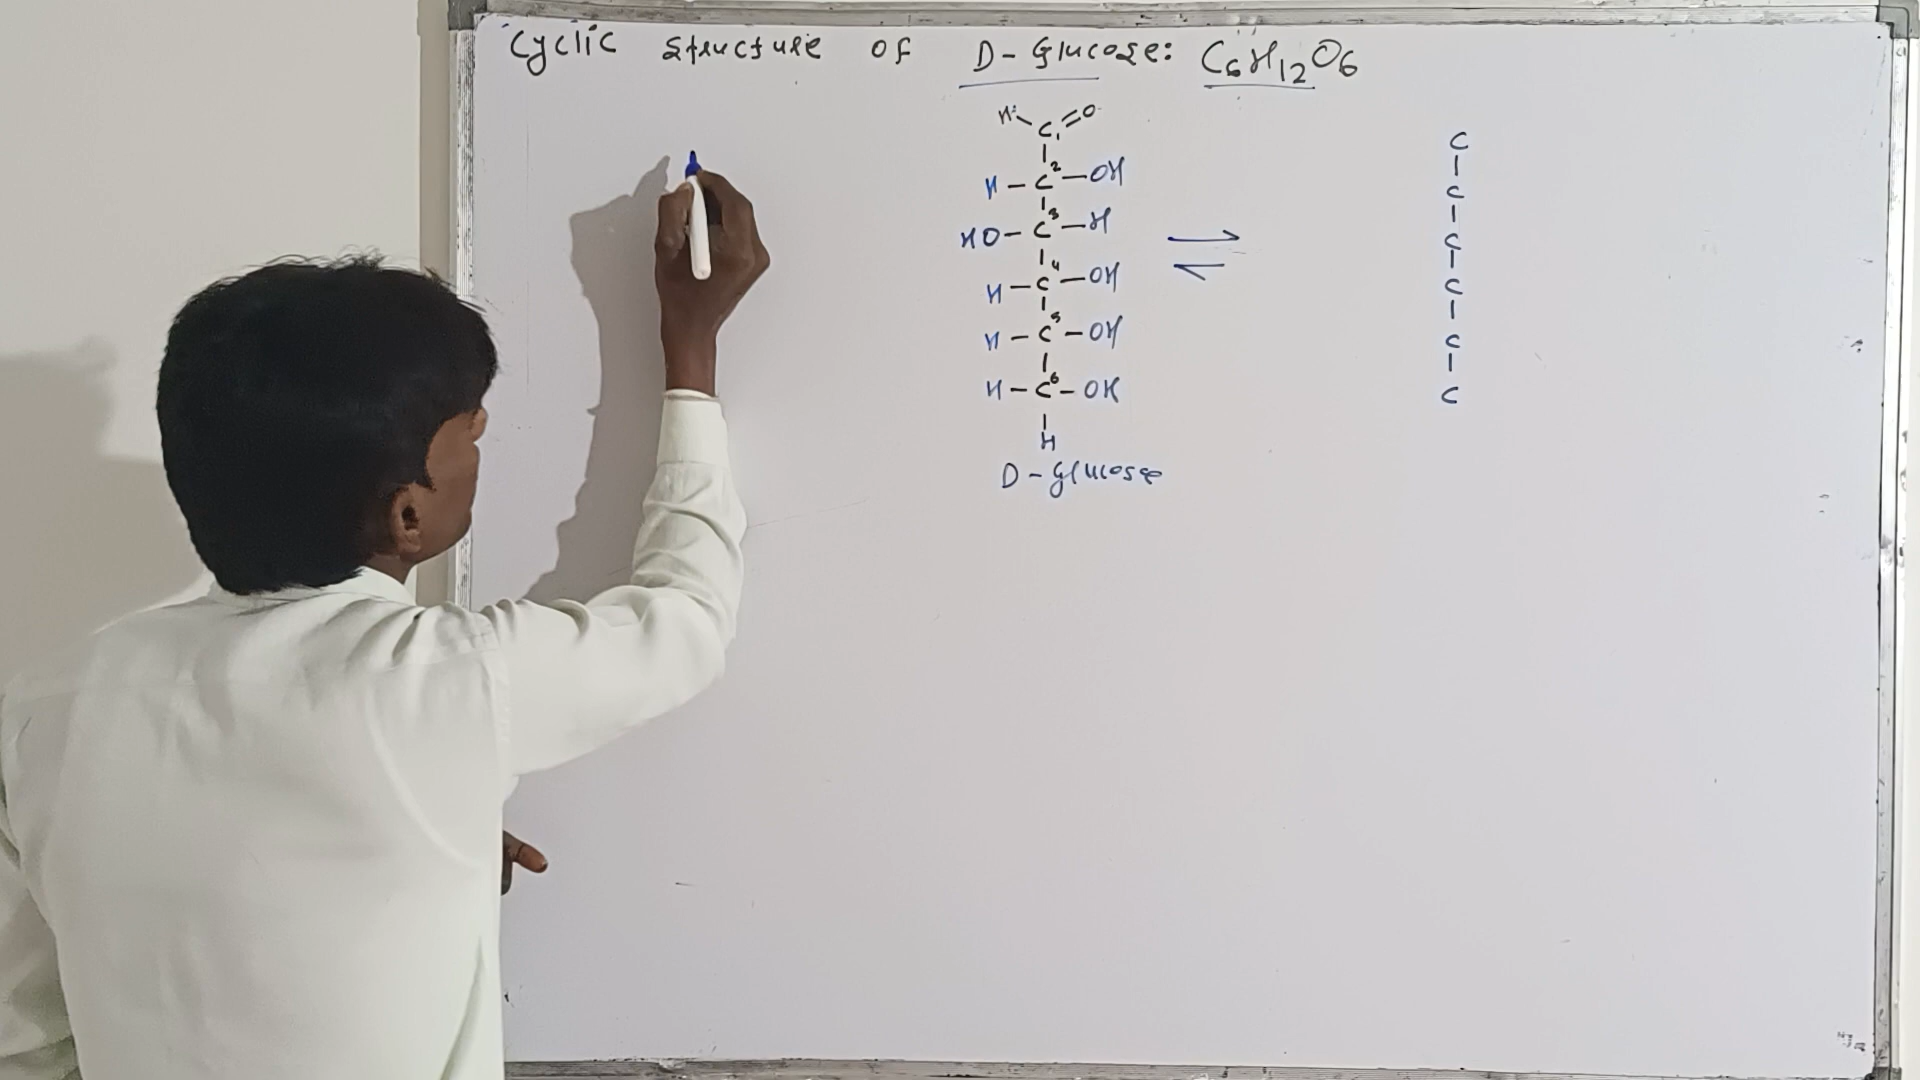 Cyclic Structure of D-Glucose: C6H12O6
H C1 = O
H - C2 - OH
HO - C3 - H
H - C4 - OH
H - C5 - OH
H - C6 - OH
H
D-glucose
C
C
C
C
C
C